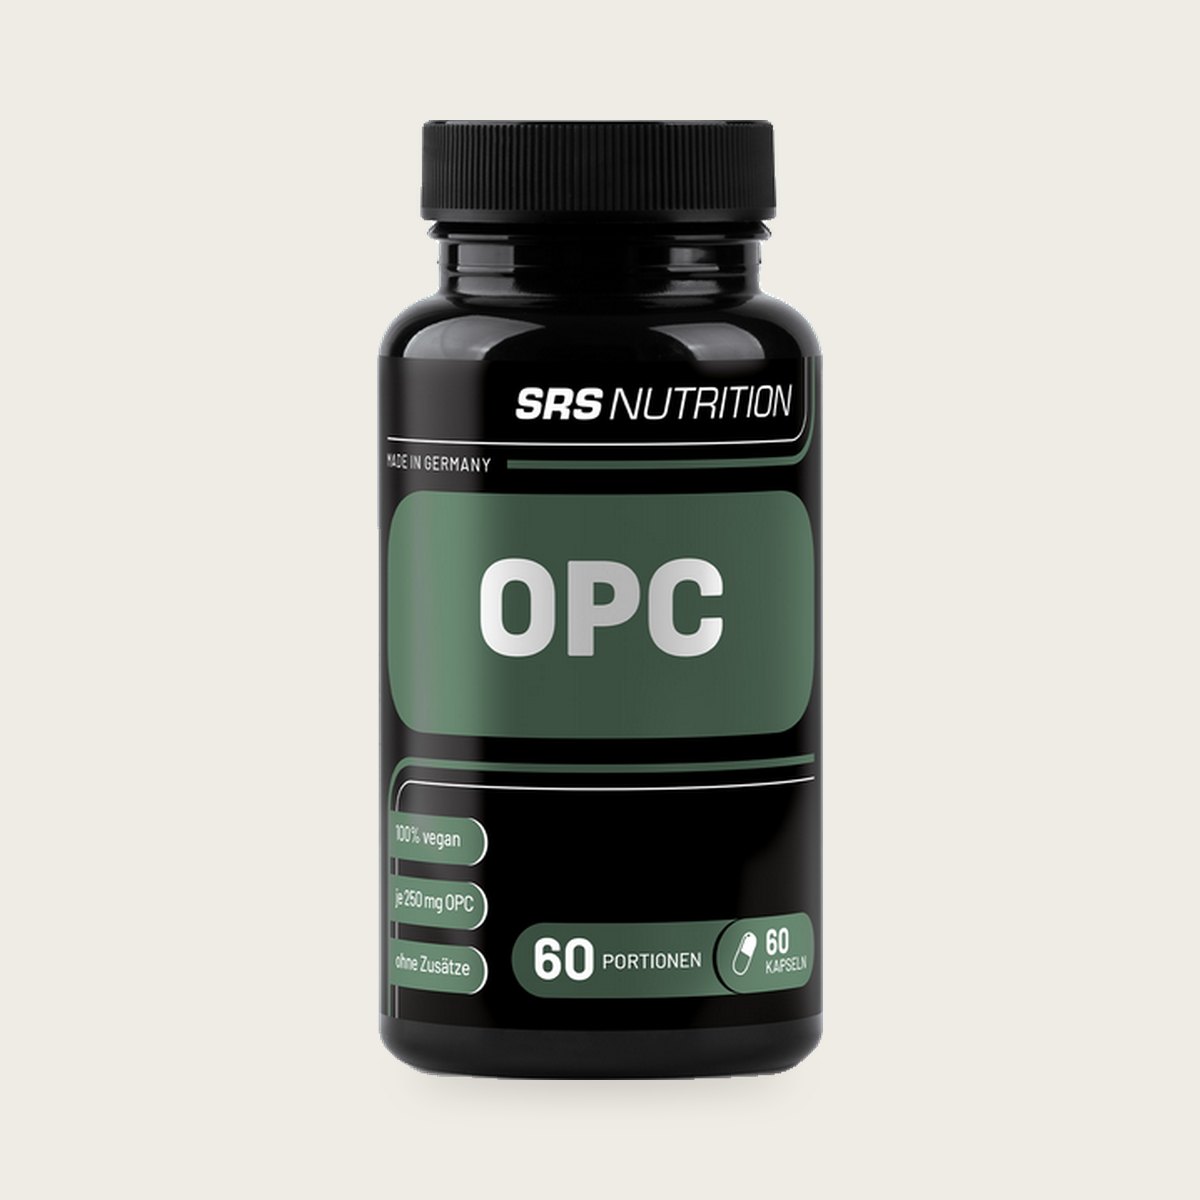 SRS NUTRITION
MADE IN GERMANY
OPC
100% vegan
je 250 mg OPC
ohne Zusätze
60 PORTIONEN
60
KAPSELN